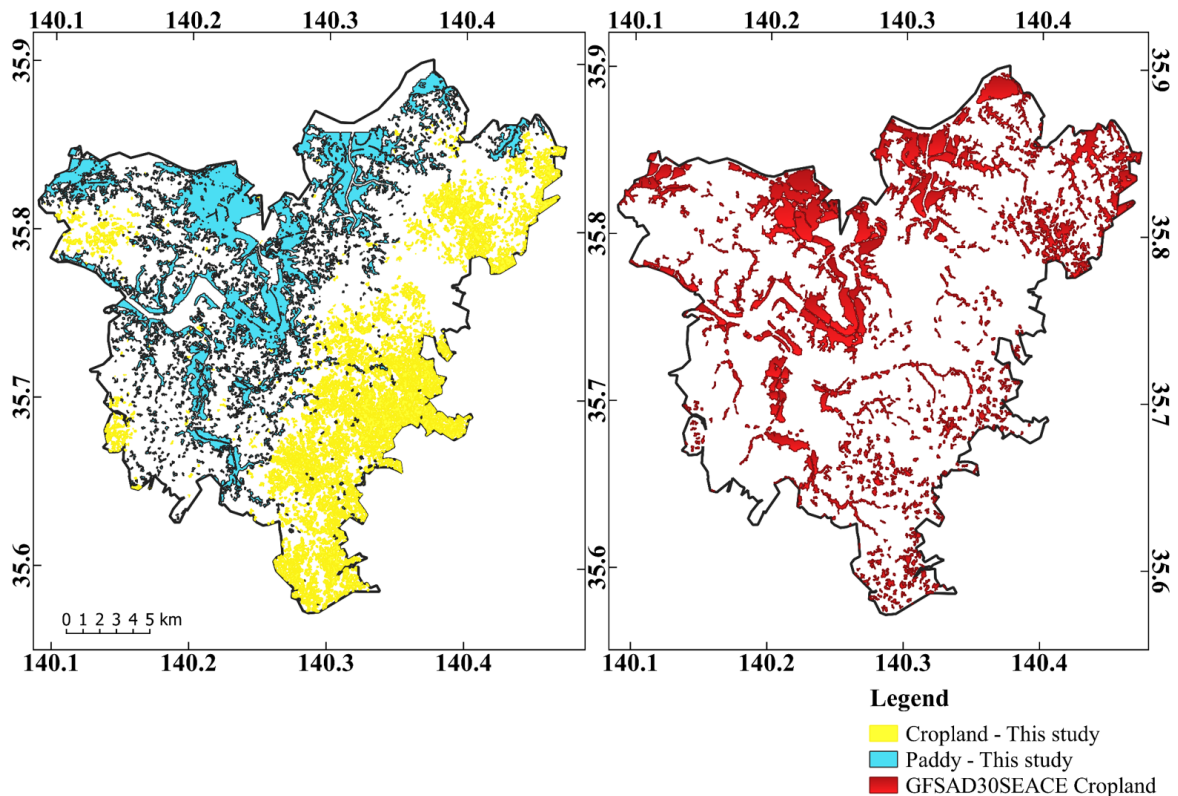 140.1 140.2 140.3 140.4 140.1 140.2 140.3 140.4
35.9 35.9
35.8 35.8
35.7 35.7
35.6 35.6
0 1 2 3 4 5 km
140.1 140.2 140.3 140.4 140.1 140.2 140.3 140.4
Legend
Cropland - This study
Paddy - This study
GFSAD30SEACE Cropland